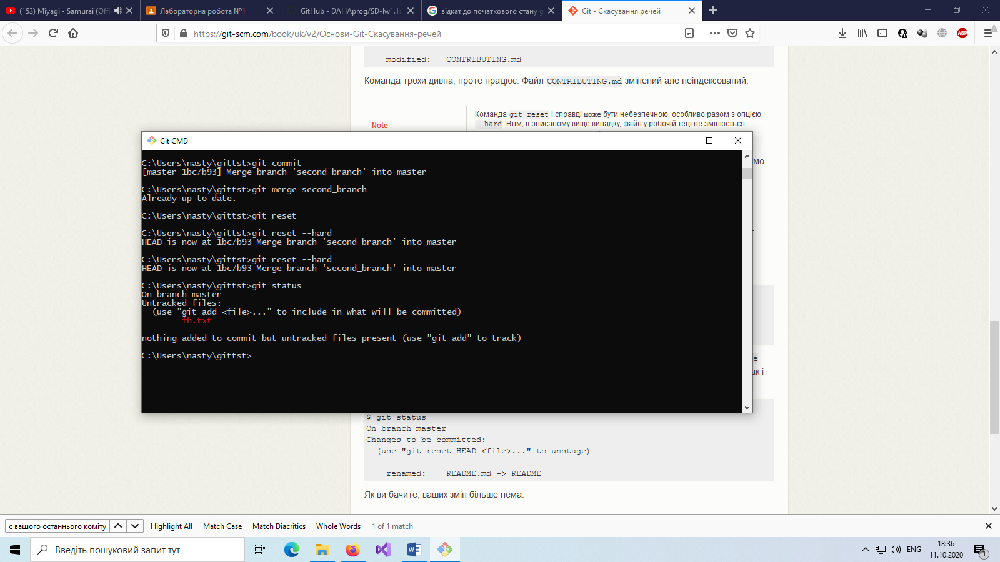 (153) Miyagi - Samurai (Offi
Лабораторна робота №1
GitHub - DAHAprog/SD-lw1.1:
відкат до початкового стану g
Git - Скасування речей
https://git-scm.com/book/uk/v2/Основи-Git-Скасування-речей
ABP
modified: CONTRIBUTING.md
Команда трохи дивна, проте працює. Файл CONTRIBUTING.md змінений але неіндексований.
Note
Команда git reset і справді може бути небезпечною, особливо разом з опцією
--hard. Втім, в описаному вище випадку, файл у робочій теці не змінюється
Git CMD
C:\Users\nasty\gittst>git commit
[master 1bc7b93] Merge branch 'second_branch' into master
C:\Users\nasty\gittst>git merge second_branch
Already up to date.
C:\Users\nasty\gittst>git reset
C:\Users\nasty\gittst>git reset --hard
HEAD is now at 1bc7b93 Merge branch 'second_branch' into master
C:\Users\nasty\gittst>git reset --hard
HEAD is now at 1bc7b93 Merge branch 'second_branch' into master
C:\Users\nasty\gittst>git status
On branch master
Untracked files:
(use "git add <file>..." to include in what will be committed)
fh.txt
nothing added to commit but untracked files present (use "git add" to track)
C:\Users\nasty\gittst>
мо
e
ак і
$ git status
On branch master
Changes to be committed:
(use "git reset HEAD <file>..." to unstage)
renamed: README.md -> README
Як ви бачите, ваших змін більше нема.
с вашого останнього коміту
Highlight All
Match Case
Match Diacritics
Whole Words
1 of 1 match
Введіть пошуковий запит тут
ENG
18:36
11.10.2020
1